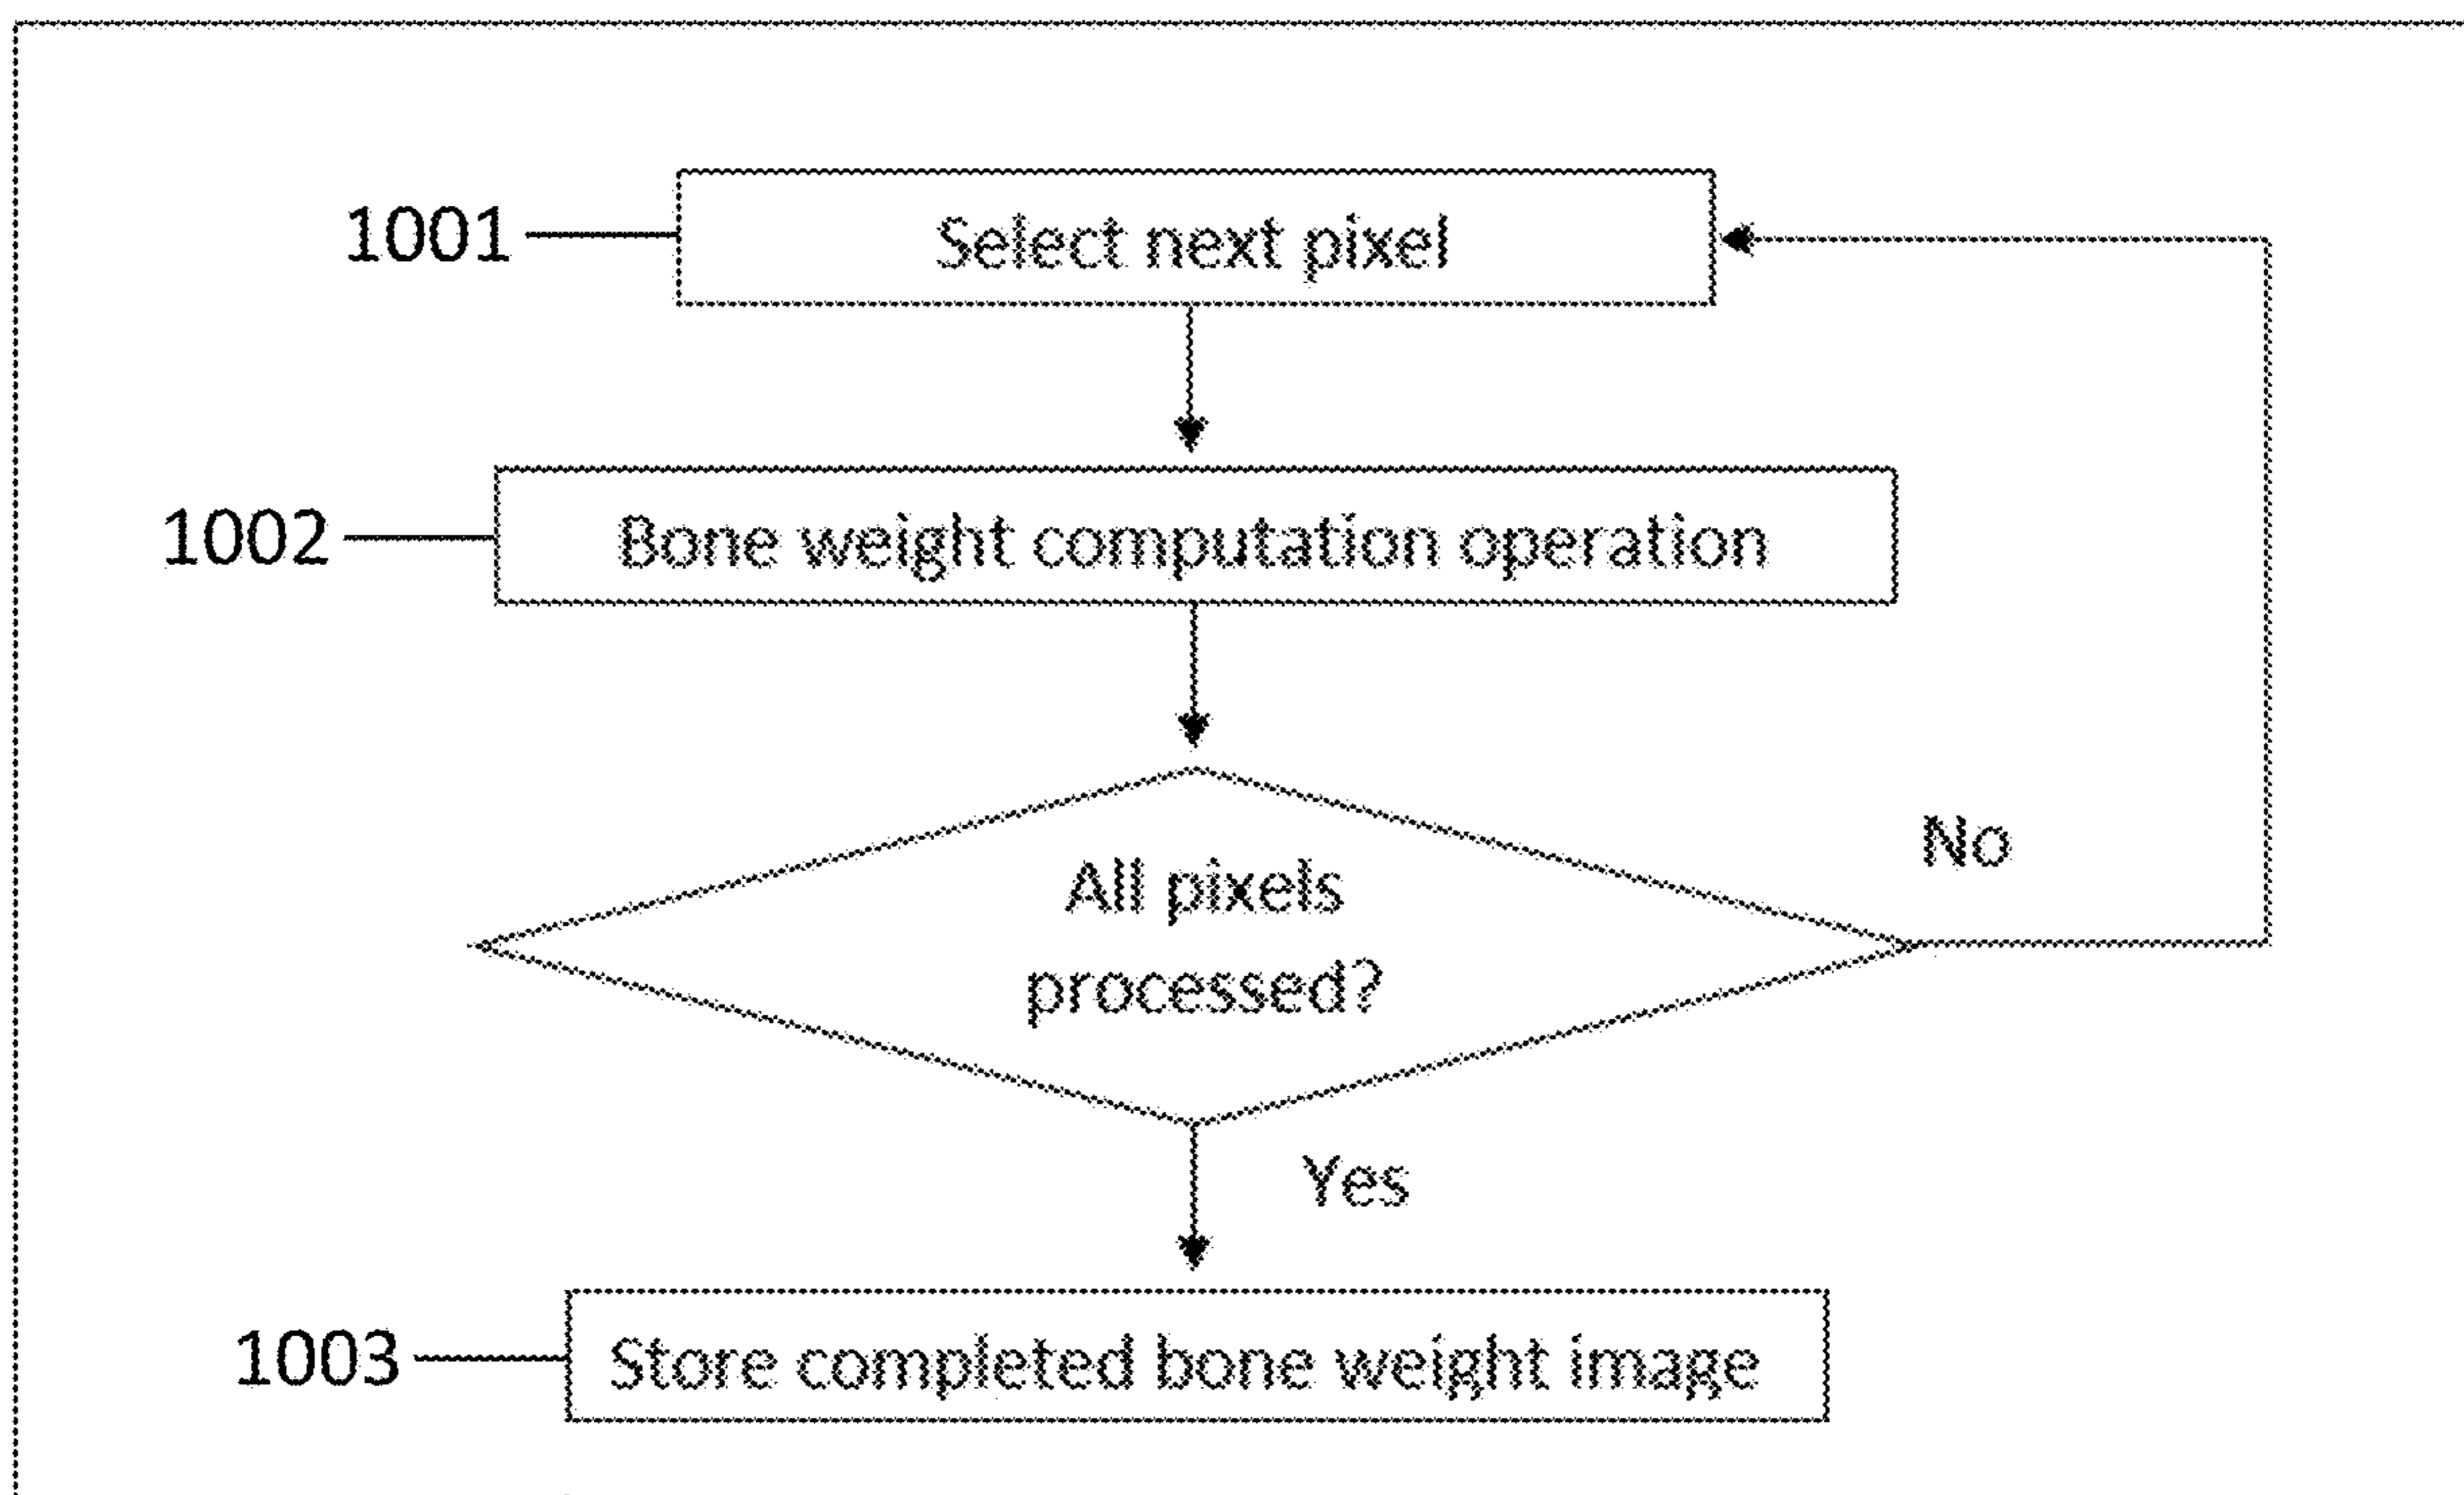 1001
Select next pixel
1002
Bone weight computation operation
All pixels
processed?
No
Yes
1003
Store completed bone weight image